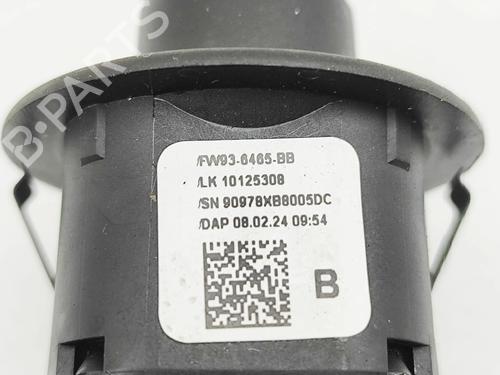 /FW93-6465-BB
/LK 10125308
/SN 90978XB8005DC
/DAP 08.02.24 09:54
B
B-PARTS